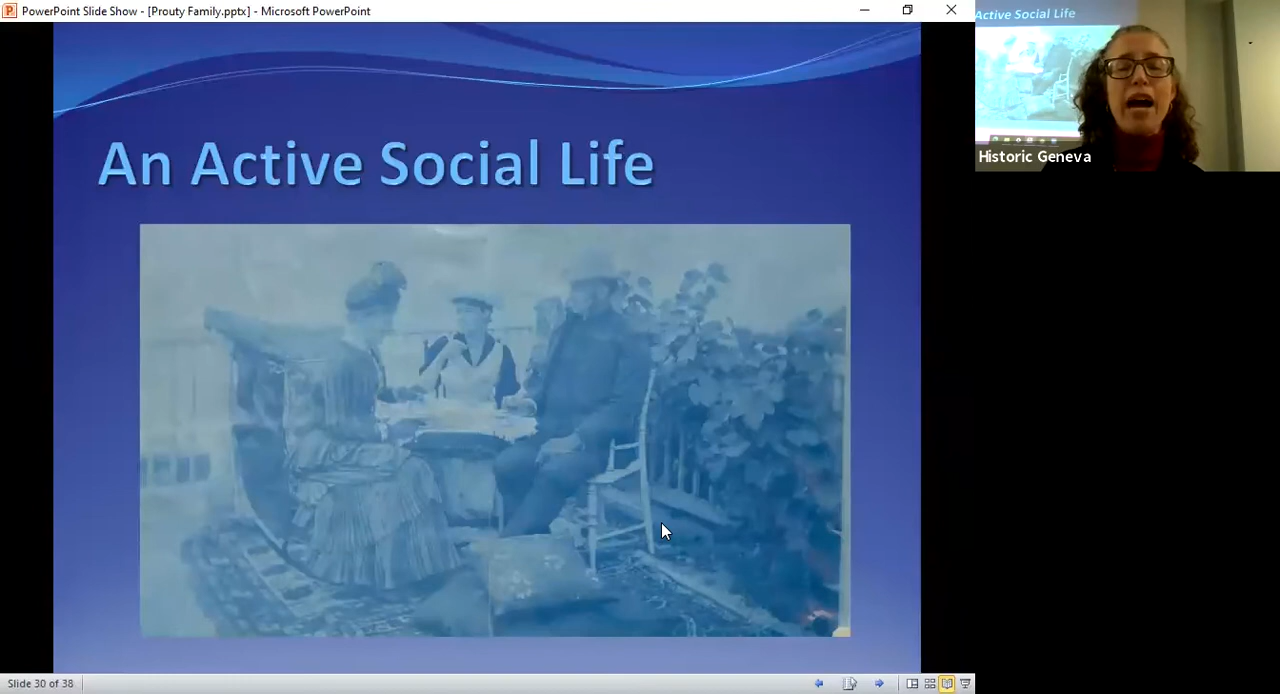 PowerPoint Slide Show - [Prouty Family.pptx] - Microsoft PowerPoint
An Active Social Life
Active Social Life
Historic Geneva
Slide 30 of 38